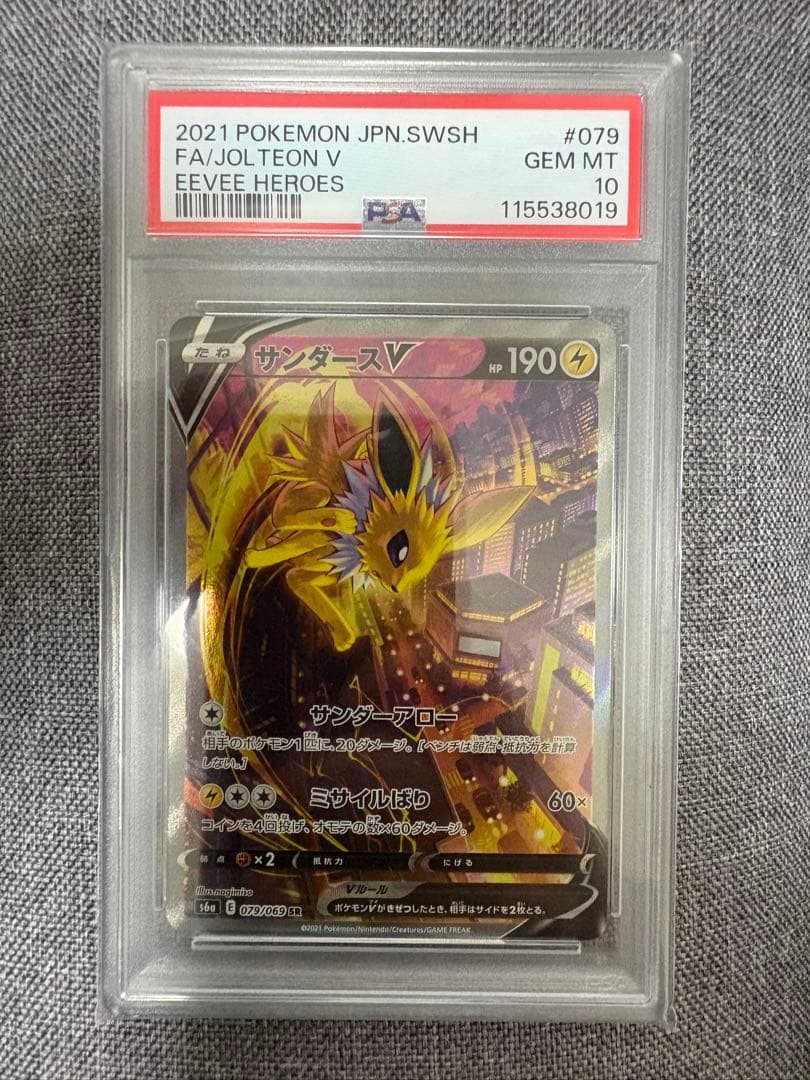 2021 POKEMON JPN.SWSH #079
FA/JOLTEON V GEM MT
EEVEE HEROES 10
PSA 115538019
たね サンダースV HP 190
サンダーアロー
相手のポケモン1匹に、20ダメージ。[ベンチは弱点・抵抗力を計算
しない。]
ミサイルばり 60×
コインを4回投げ、オモテの数×60ダメージ。
弱点 ×2 抵抗力 にげる
Illus.nagimiso
Vルール
s6a E 079/069 SR ポケモンVがきぜつしたとき、相手はサイドを2枚とる。
©2021 Pokémon/Nintendo/Creatures/GAME FREAK